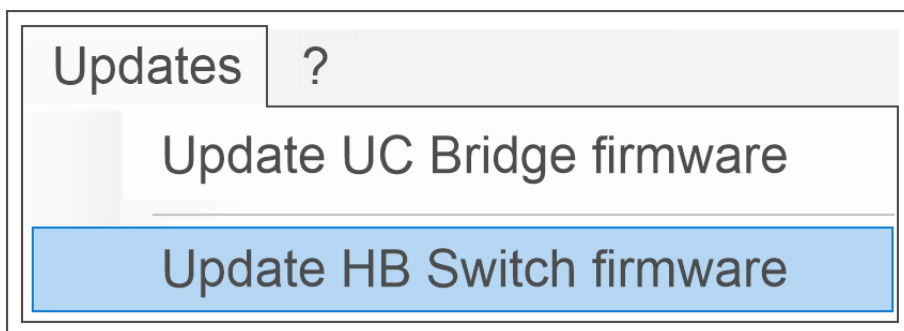 Updates ?
Update UC Bridge firmware
Update HB Switch firmware